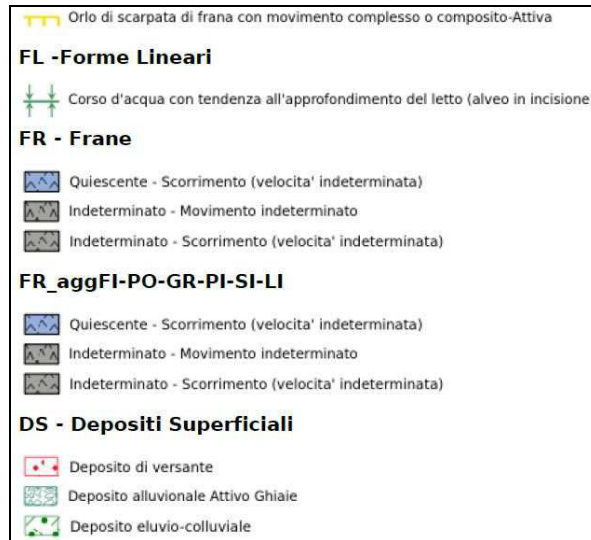 Orlo di scarpata di frana con movimento complesso o composito-Attiva
FL -Forme Lineari
Corso d'acqua con tendenza all'approfondimento del letto (alveo in incisione
FR - Frane
Quiescente - Scorrimento (velocita' indeterminata)
Indeterminato - Movimento indeterminato
Indeterminato - Scorrimento (velocita' indeterminata)
FR_aggFI-PO-GR-PI-SI-LI
Quiescente - Scorrimento (velocita' indeterminata)
Indeterminato - Movimento indeterminato
Indeterminato - Scorrimento (velocita' indeterminata)
DS - Depositi Superficiali
Deposito di versante
Deposito alluvionale Attivo Ghiaie
Deposito eluvio-colluviale